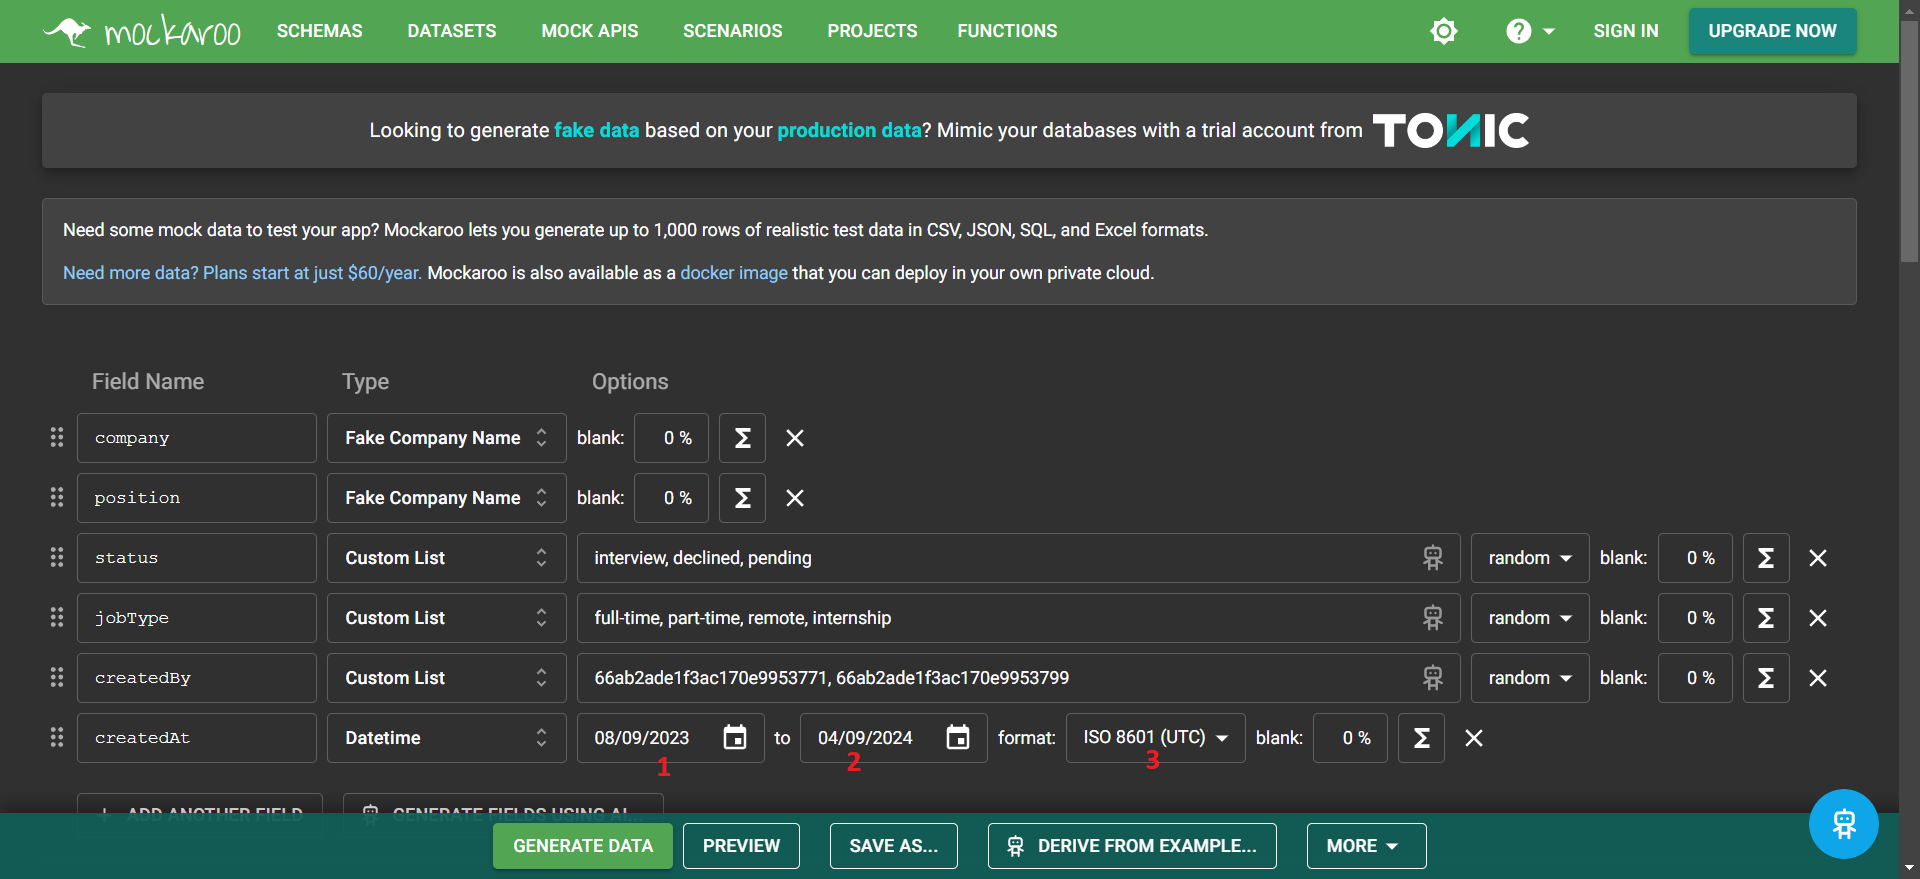 mockaroo SCHEMAS DATASETS MOCK APIS SCENARIOS PROJECTS FUNCTIONS SIGN IN UPGRADE NOW
Looking to generate fake data based on your production data? Mimic your databases with a trial account from TONIC
Need some mock data to test your app? Mockaroo lets you generate up to 1,000 rows of realistic test data in CSV, JSON, SQL, and Excel formats.
Need more data? Plans start at just $60/year. Mockaroo is also available as a docker image that you can deploy in your own private cloud.
Field Name Type Options
company Fake Company Name blank: 0 % Σ
position Fake Company Name blank: 0 % Σ
status Custom List interview, declined, pending random blank: 0 % Σ
jobType Custom List full-time, part-time, remote, internship random blank: 0 % Σ
createdBy Custom List 66ab2ade1f3ac170e9953771, 66ab2ade1f3ac170e9953799 random blank: 0 % Σ
createdAt Datetime 08/09/2023 to 04/09/2024 format: ISO 8601 (UTC) blank: 0 % Σ
1 2 3
+ ADD ANOTHER FIELD GENERATE FIELDS USING AI...
GENERATE DATA PREVIEW SAVE AS... DERIVE FROM EXAMPLE... MORE